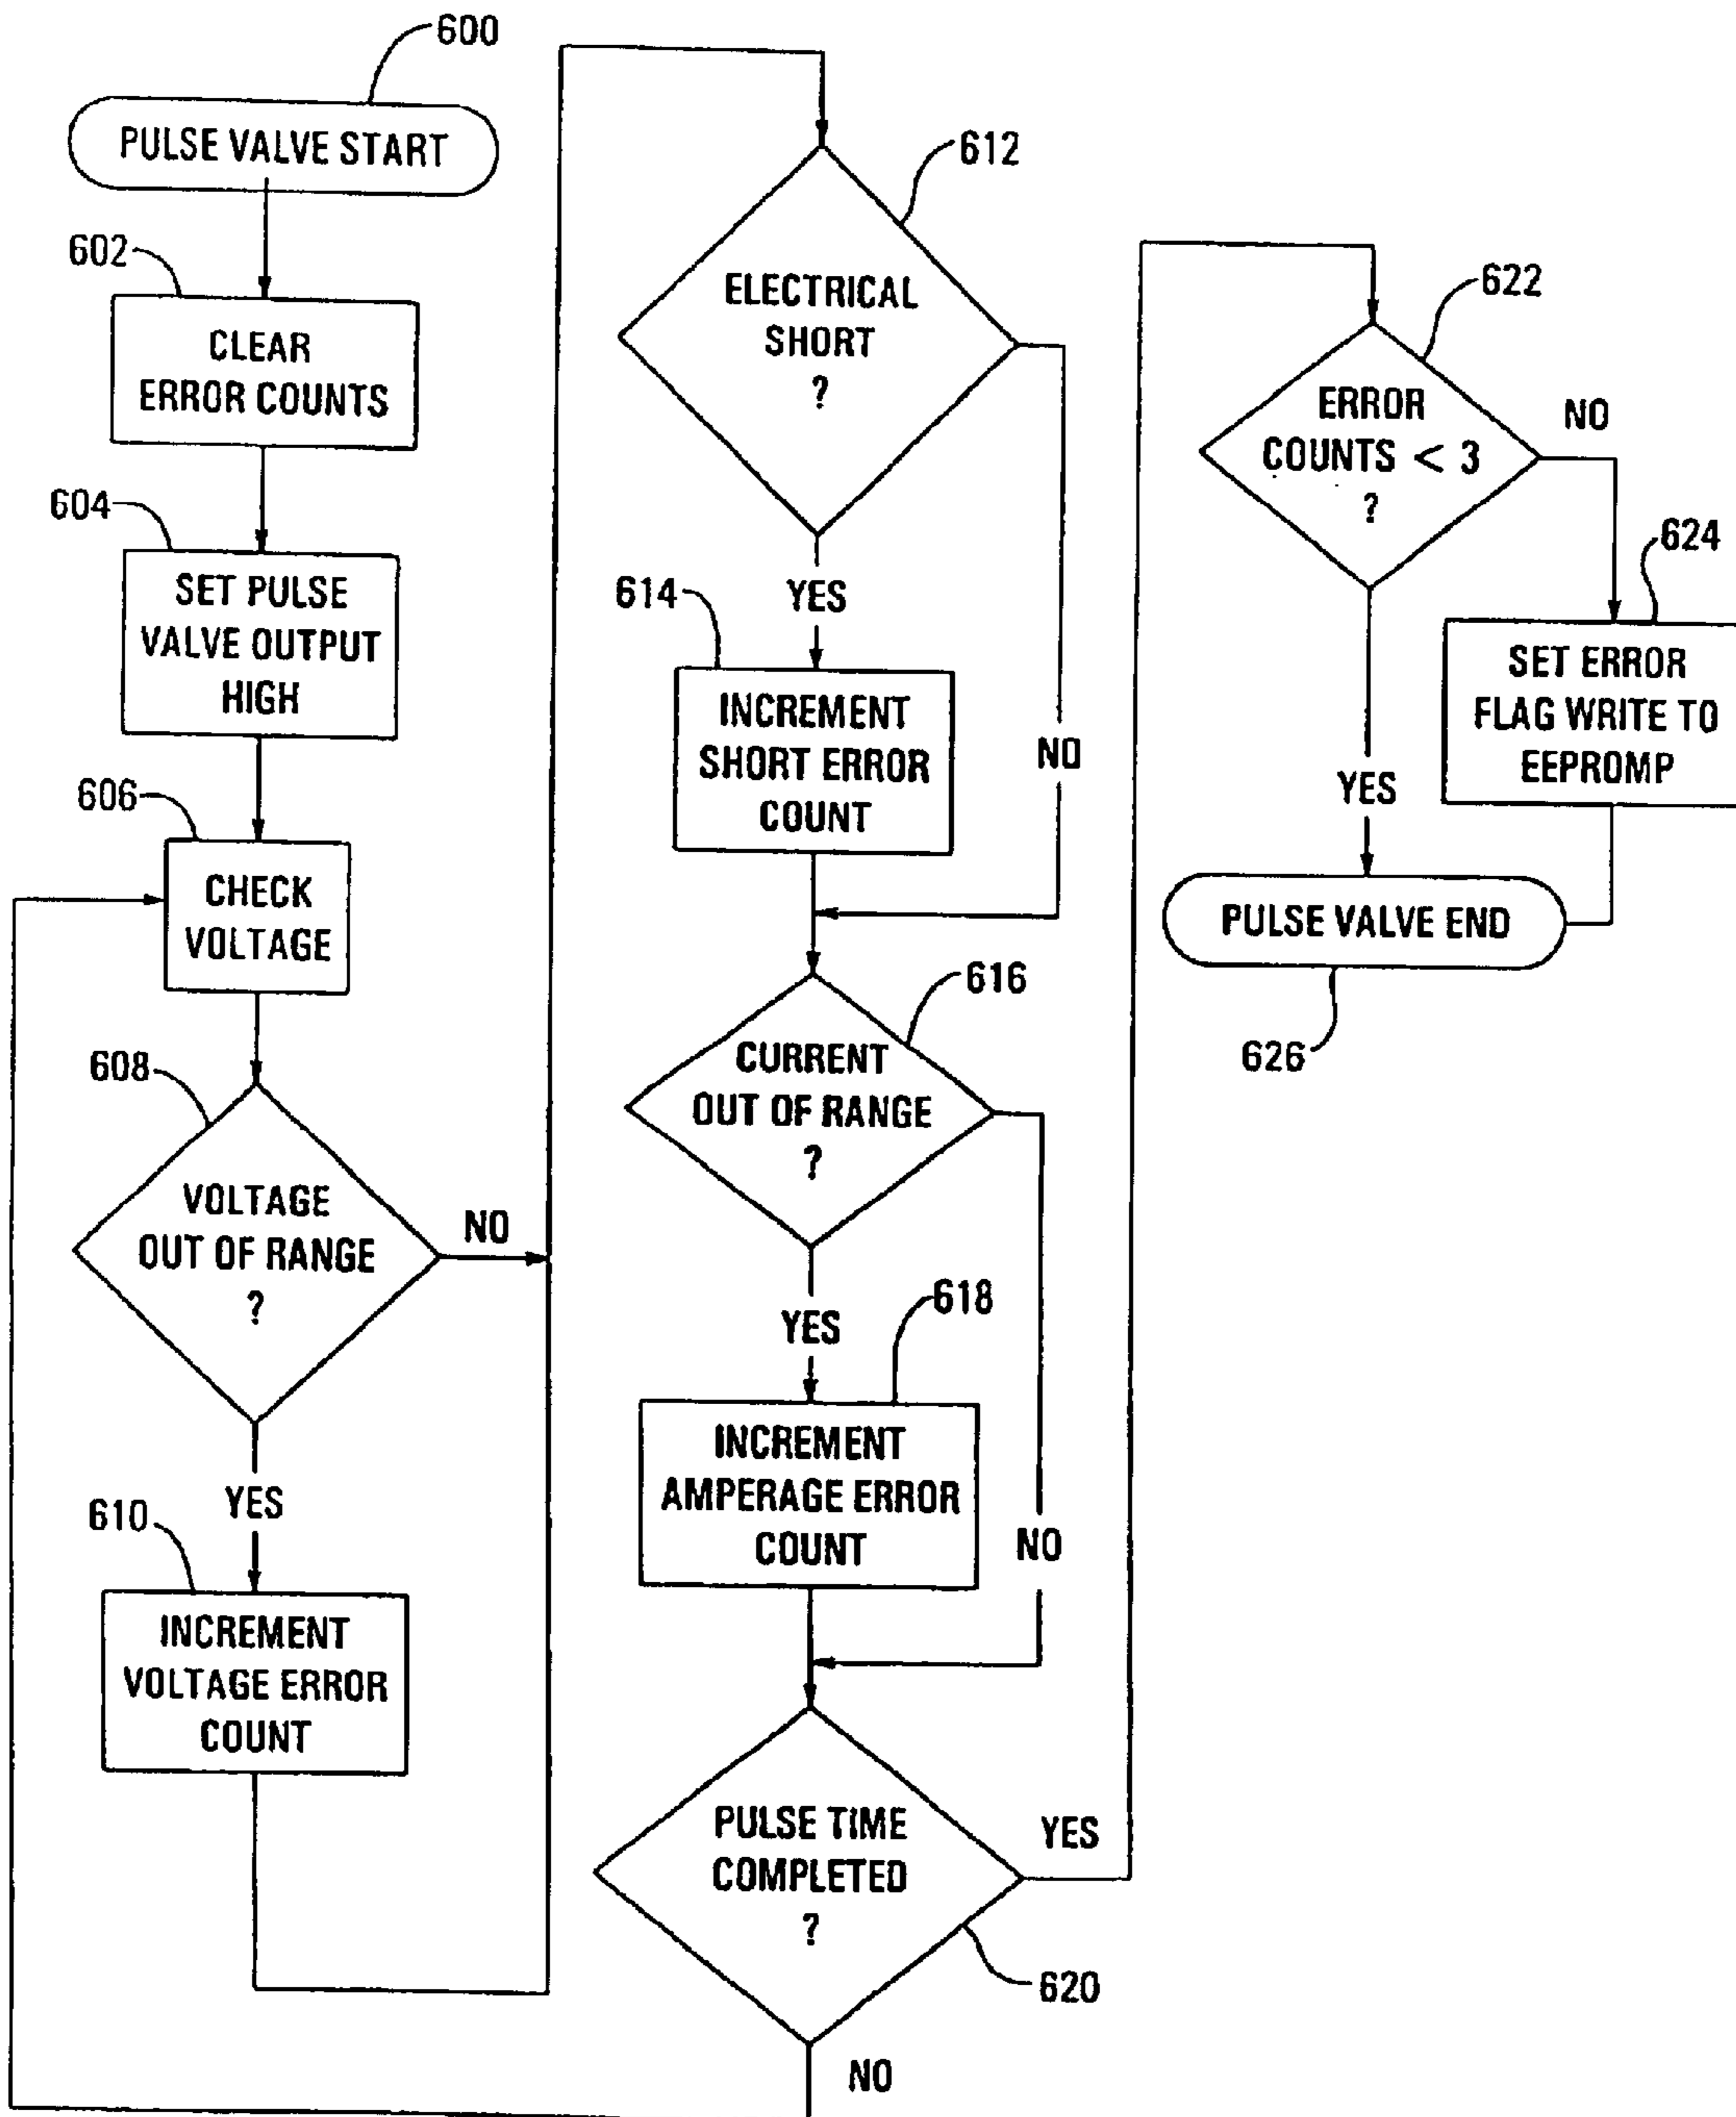 600
PULSE VALVE START
602
CLEAR
ERROR COUNTS
604
SET PULSE
VALVE OUTPUT
HIGH
606
CHECK
VOLTAGE
608
VOLTAGE
OUT OF RANGE
?
NO
YES
610
INCREMENT
VOLTAGE ERROR
COUNT
612
ELECTRICAL
SHORT
?
YES
NO
614
INCREMENT
SHORT ERROR
COUNT
616
CURRENT
OUT OF RANGE
?
YES
NO
618
INCREMENT
AMPERAGE ERROR
COUNT
PULSE TIME
COMPLETED
?
YES
620
NO
622
ERROR
COUNTS < 3
?
NO
YES
624
SET ERROR
FLAG WRITE TO
EEPROMP
PULSE VALVE END
626